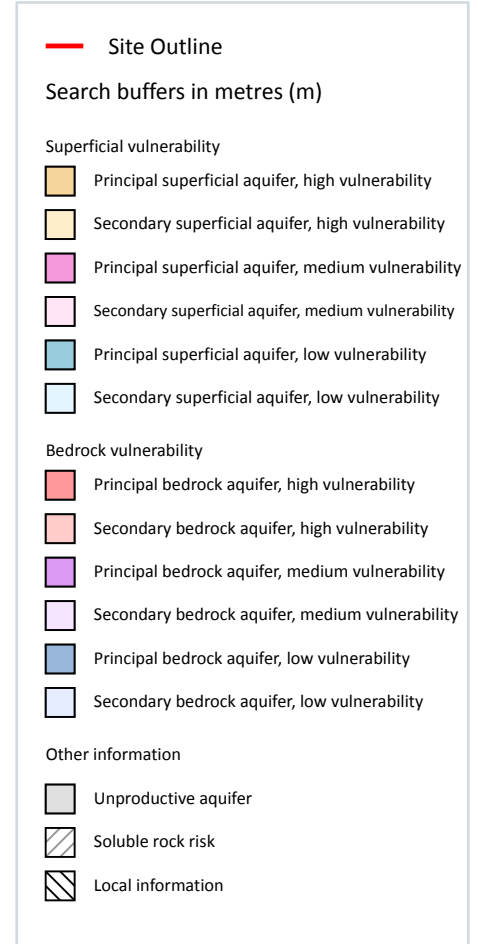 Site Outline
Search buffers in metres (m)
Superficial vulnerability
Principal superficial aquifer, high vulnerability
Secondary superficial aquifer, high vulnerability
Principal superficial aquifer, medium vulnerability
Secondary superficial aquifer, medium vulnerability
Principal superficial aquifer, low vulnerability
Secondary superficial aquifer, low vulnerability
Bedrock vulnerability
Principal bedrock aquifer, high vulnerability
Secondary bedrock aquifer, high vulnerability
Principal bedrock aquifer, medium vulnerability
Secondary bedrock aquifer, medium vulnerability
Principal bedrock aquifer, low vulnerability
Secondary bedrock aquifer, low vulnerability
Other information
Unproductive aquifer
Soluble rock risk
Local information